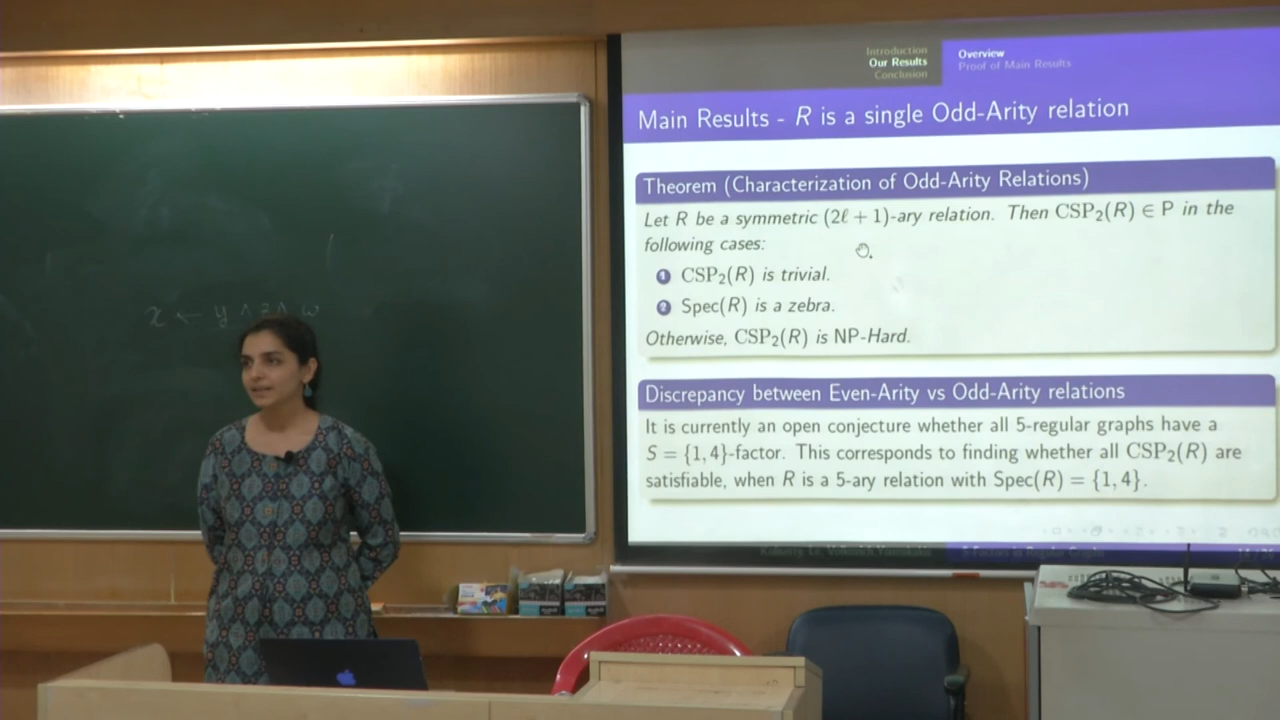 x ← y ∧ z ∧ w
Introduction
Our Results
Conclusion
Overview
Proof of Main Results
Main Results - R is a single Odd-Arity relation
Theorem (Characterization of Odd-Arity Relations)
Let R be a symmetric (2ℓ + 1)-ary relation. Then CSP₂(R) ∈ P in the
following cases:
1 CSP₂(R) is trivial.
2 Spec(R) is a zebra.
Otherwise, CSP₂(R) is NP-Hard.
Discrepancy between Even-Arity vs Odd-Arity relations
It is currently an open conjecture whether all 5-regular graphs have a
S = {1, 4}-factor. This corresponds to finding whether all CSP₂(R) are
satisfiable, when R is a 5-ary relation with Spec(R) = {1, 4}.
Factors in Regular Graphs